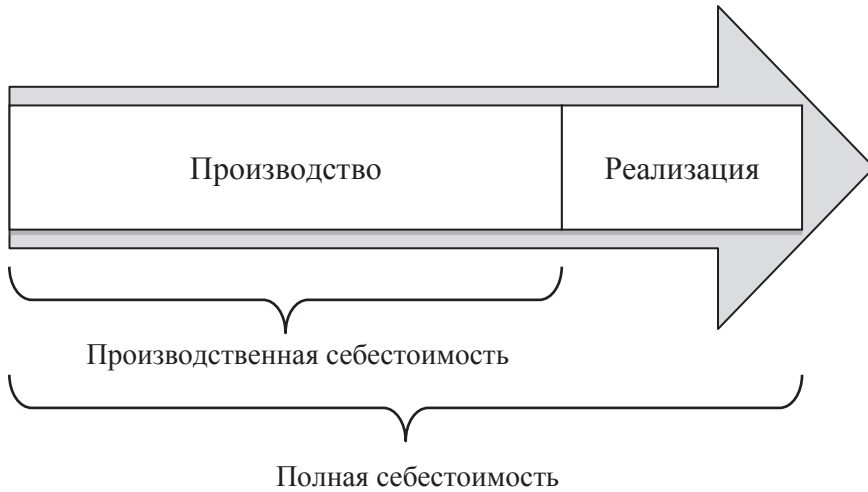 Производство
Реализация
Производственная себестоимость
Полная себестоимость